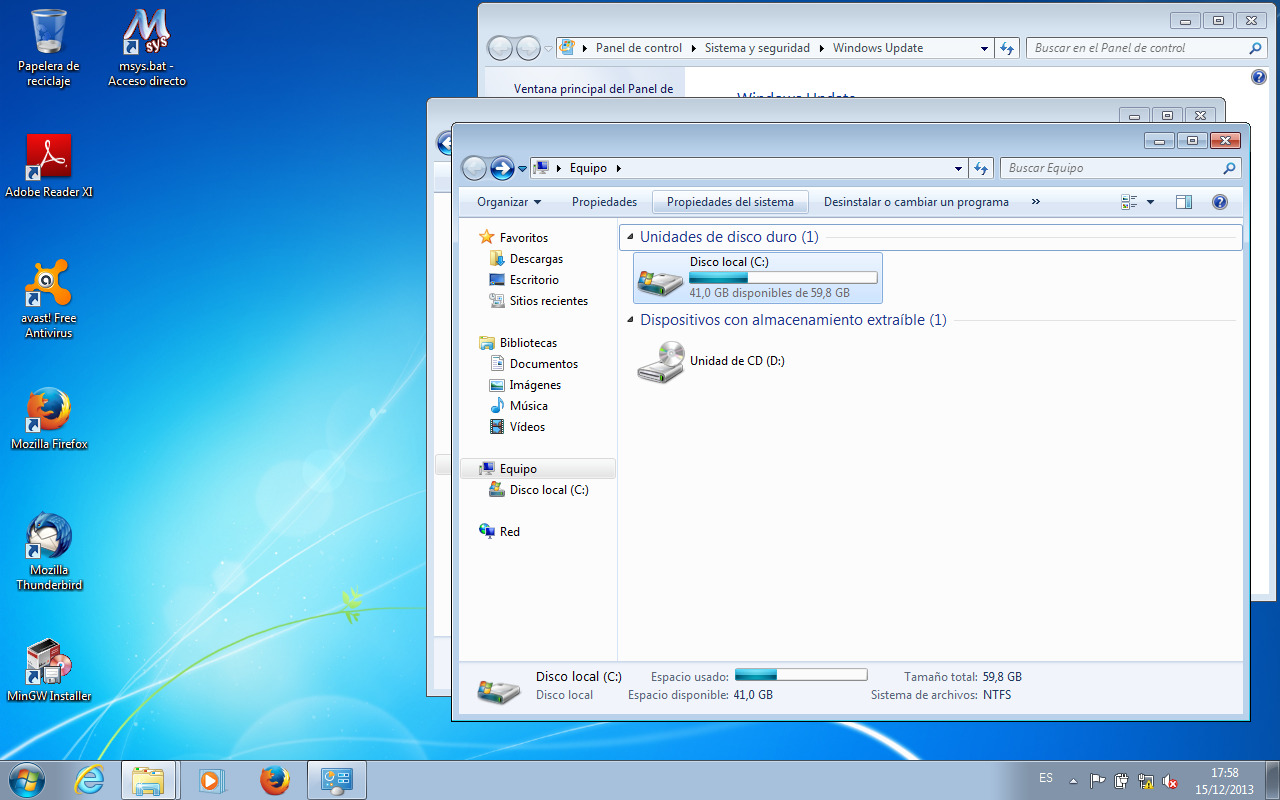 Papelera de
reciclaje
msys.bat -
Acceso directo
Adobe Reader XI
avast! Free
Antivirus
Mozilla Firefox
Mozilla
Thunderbird
MinGW Installer
Panel de control
Sistema y seguridad
Windows Update
Buscar en el Panel de control
Ventana principal del Panel de
Windows Update
Equipo
Buscar Equipo
Organizar
Propiedades
Propiedades del sistema
Desinstalar o cambiar un programa
»
Favoritos
Descargas
Escritorio
Sitios recientes
Bibliotecas
Documentos
Imágenes
Música
Vídeos
Equipo
Disco local (C:)
Red
Unidades de disco duro (1)
Disco local (C:)
41,0 GB disponibles de 59,8 GB
Dispositivos con almacenamiento extraíble (1)
Unidad de CD (D:)
Disco local (C:) Espacio usado: Tamaño total: 59,8 GB
Disco local Espacio disponible: 41,0 GB Sistema de archivos: NTFS
ES
17:58
15/12/2013